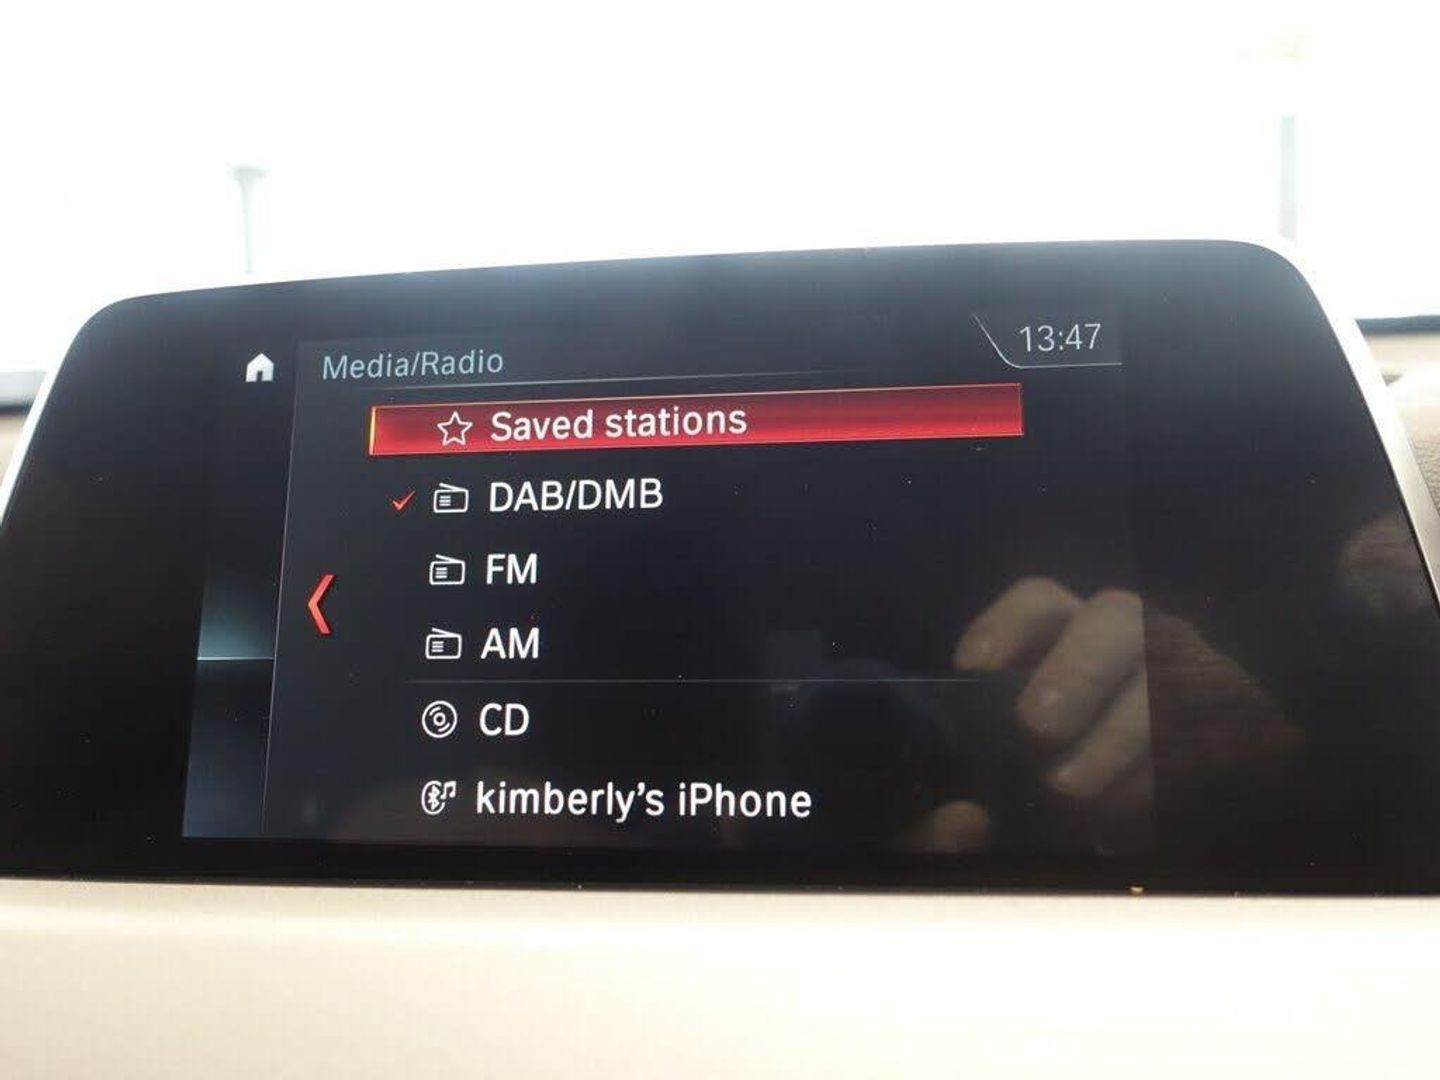 Media/Radio
13:47
Saved stations
DAB/DMB
FM
AM
CD
kimberly’s iPhone